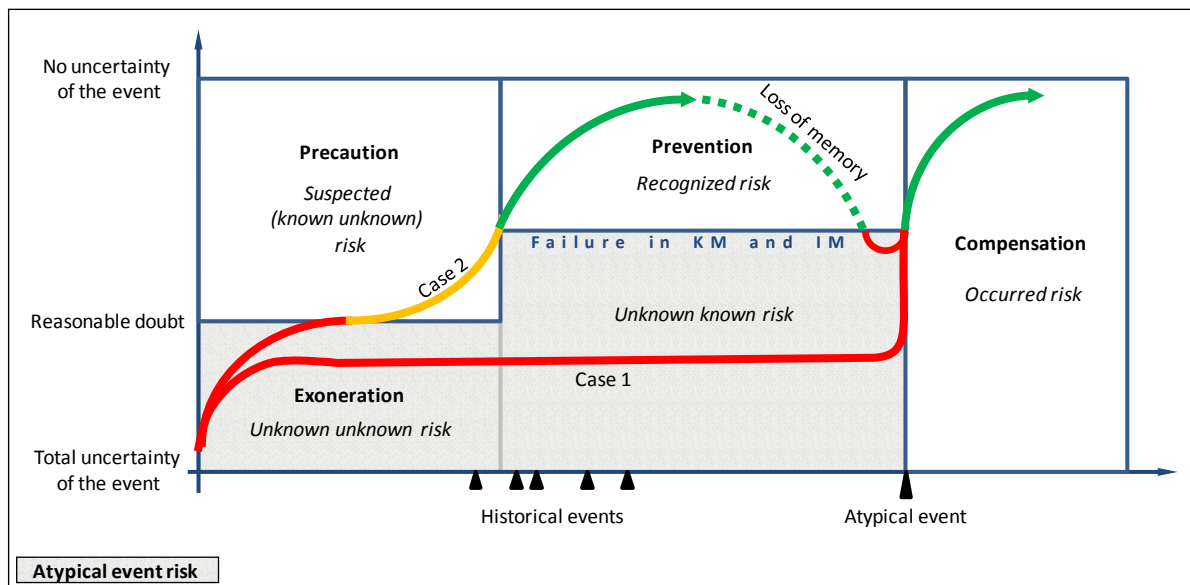 No uncertainty
of the event
Precaution
Suspected
(known unknown)
risk
Case 2
Prevention
Recognized risk
Loss of memory
Failure in KM and IM
Compensation
Occurred risk
Reasonable doubt
Unknown known risk
Case 1
Exoneration
Unknown unknown risk
Total uncertainty
of the event
Historical events
Atypical event
Atypical event risk